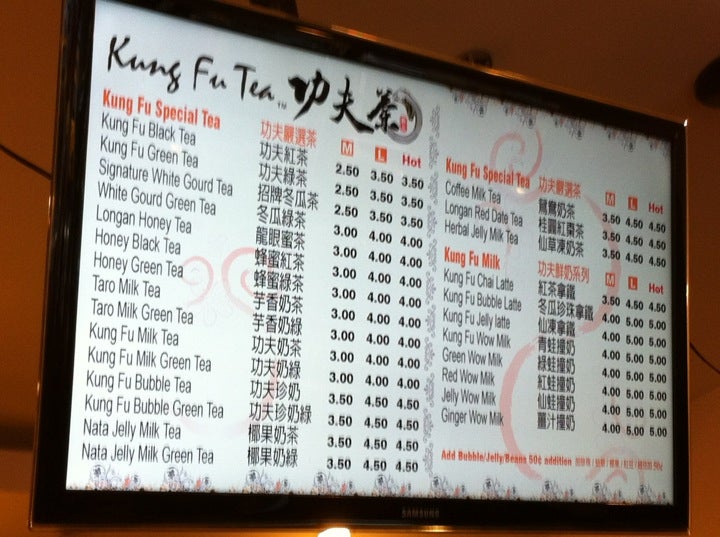 Kung Fu Tea TM 功夫茶
Kung Fu Special Tea 功夫嚴選茶 M L Hot
Kung Fu Black Tea 功夫紅茶 2.50 3.50 3.50
Kung Fu Green Tea 功夫綠茶 2.50 3.50 3.50
Signature White Gourd Tea 招牌冬瓜茶 2.50 3.50 3.50
White Gourd Green Tea 冬瓜綠茶 3.00 4.00 4.00
Longan Honey Tea 龍眼蜜茶 3.00 4.00 4.00
Honey Black Tea 蜂蜜紅茶 3.00 4.00 4.00
Honey Green Tea 蜂蜜綠茶 3.00 4.00 4.00
Taro Milk Tea 芋香奶茶 3.00 4.00 4.00
Taro Milk Green Tea 芋香奶綠 3.00 4.00 4.00
Kung Fu Milk Tea 功夫奶茶 3.00 4.00 4.00
Kung Fu Milk Green Tea 功夫奶綠 3.00 4.00 4.00
Kung Fu Bubble Tea 功夫珍奶 3.50 4.50 4.50
Kung Fu Bubble Green Tea 功夫珍奶綠 3.50 4.50 4.50
Nata Jelly Milk Tea 椰果奶茶 3.50 4.50 4.50
Nata Jelly Milk Green Tea 椰果奶綠 3.50 4.50 4.50
Kung Fu Special Tea 功夫嚴選茶 M L Hot
Coffee Milk Tea 鴛鴦奶茶 3.50 4.50 4.50
Longan Red Date Tea 桂圓紅棗茶 3.50 4.50 4.50
Herbal Jelly Milk Tea 仙草凍奶茶 3.50 4.50 4.50
Kung Fu Milk 功夫鮮奶系列 M L Hot
Kung Fu Chai Latte 紅茶拿鐵 4.00 5.00 5.00
Kung Fu Bubble Latte 冬瓜珍珠拿鐵 4.00 5.00 5.00
Kung Fu Jelly latte 仙凍拿鐵 4.00 5.00 5.00
Kung Fu Wow Milk 青蛙撞奶 4.00 5.00 5.00
Green Wow Milk 綠蛙撞奶 4.00 5.00 5.00
Red Wow Milk 紅蛙撞奶 4.00 5.00 5.00
Jelly Wow Milk 仙蛙撞奶 4.00 5.00 5.00
Ginger Wow Milk 薑汁撞奶 4.00 5.00 5.00
Add Bubble/Jelly/Beans 50¢ addition
SAMSUNG